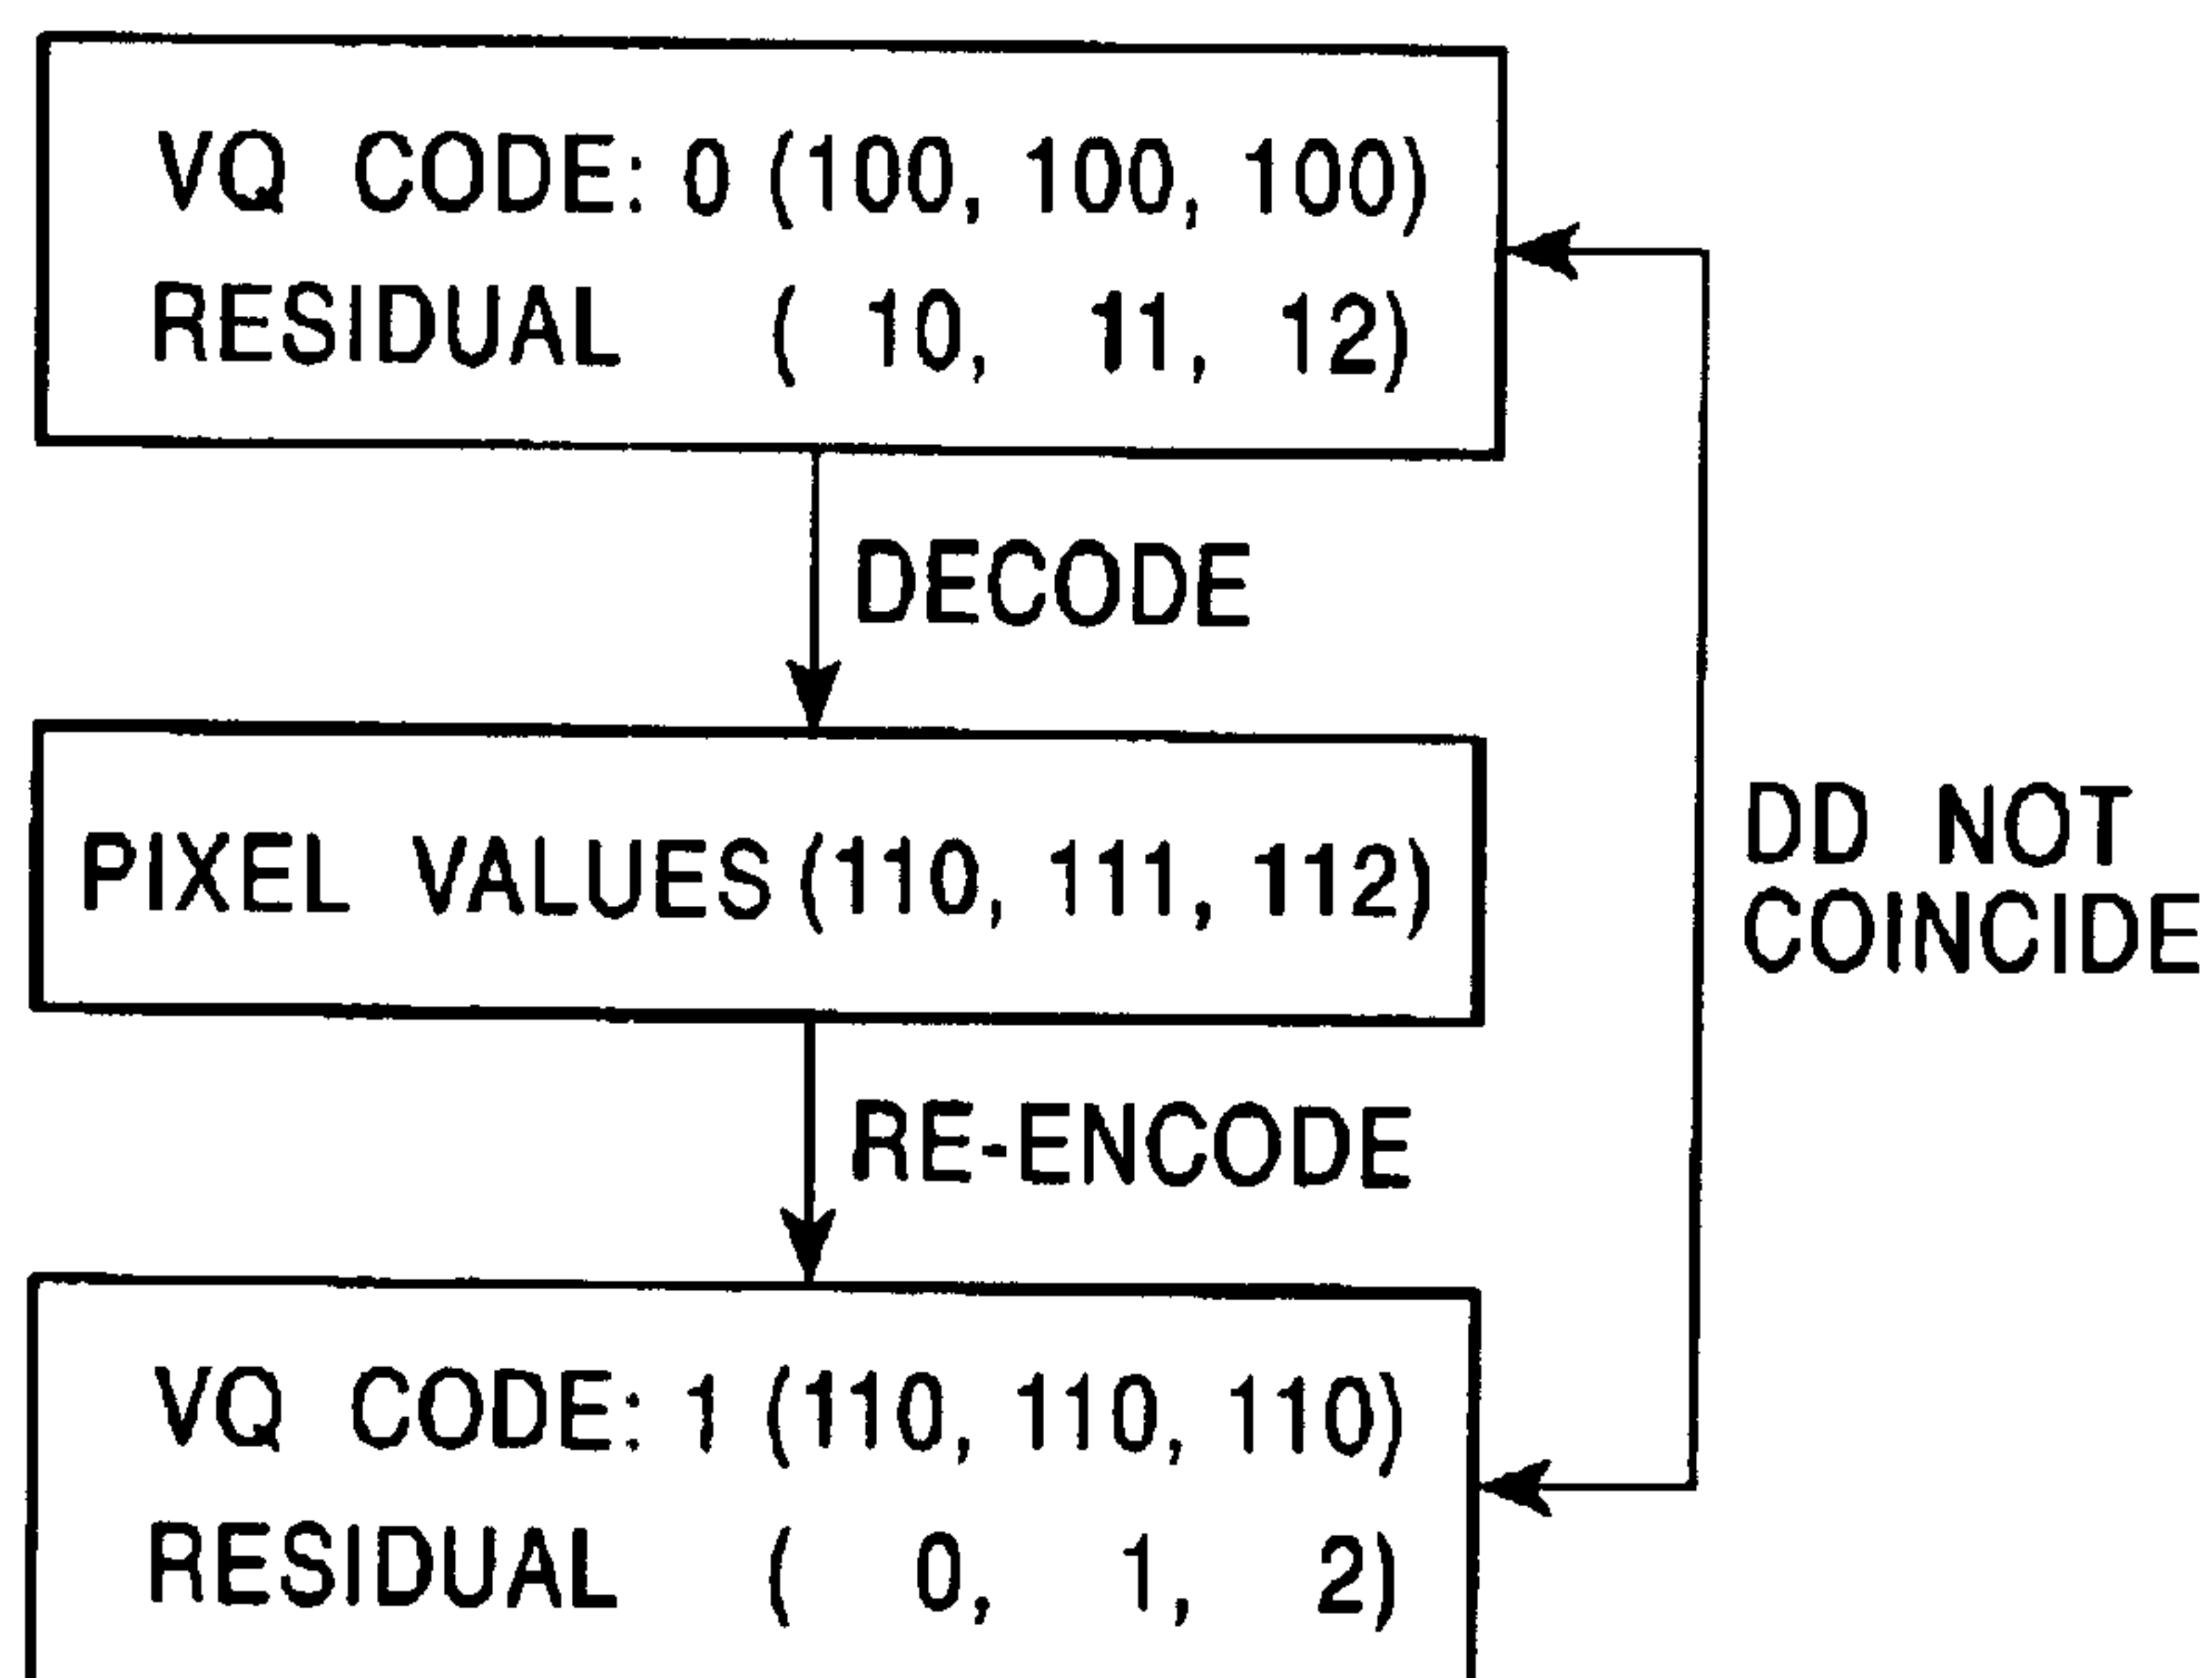 VQ CODE: 0 (100, 100, 100)
RESIDUAL ( 10, 11, 12)
DECODE
PIXEL VALUES (110, 111, 112)
DD NOT
COINCIDE
RE-ENCODE
VQ CODE: 1 (110, 110, 110)
RESIDUAL ( 0, 1, 2)